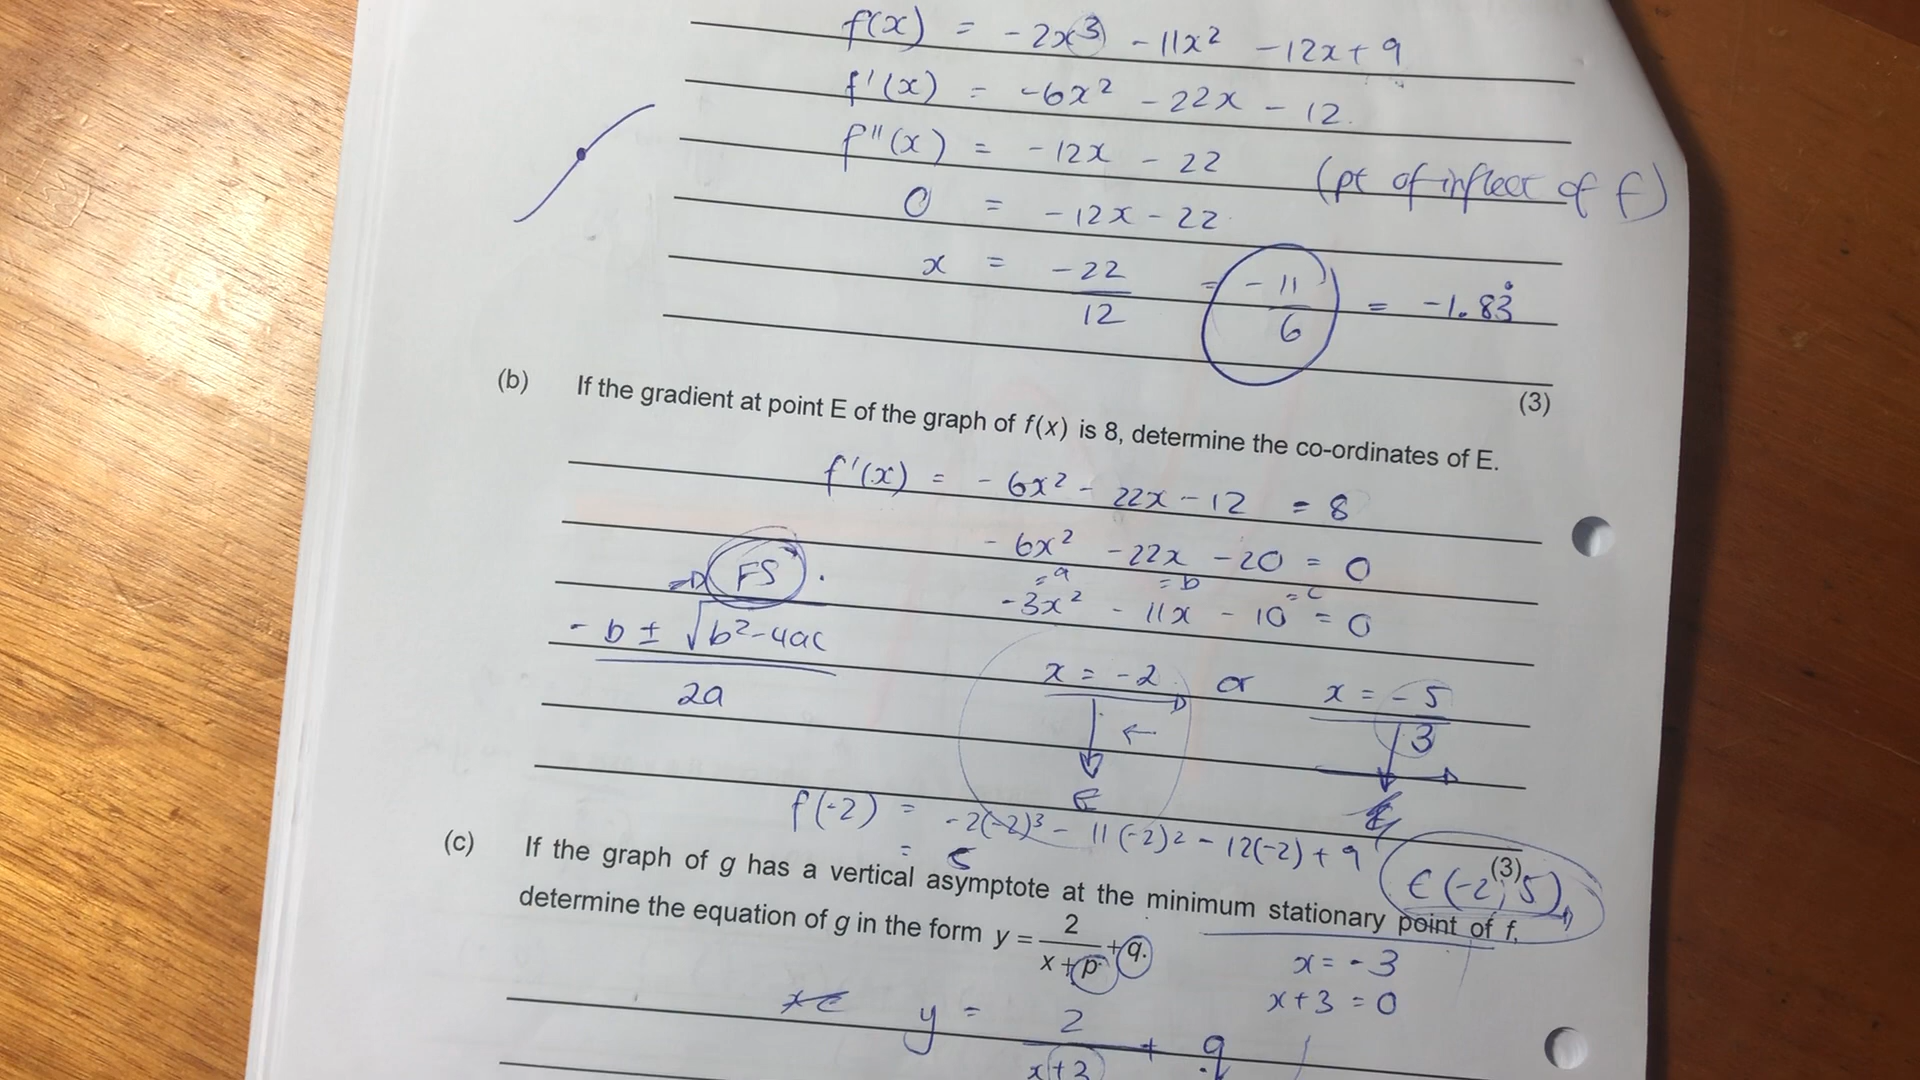 f(x) = -2x³ - 11x² - 12x + 9
f'(x) = -6x² - 22x - 12.
f''(x) = -12x - 22
(pt of inflect of f)
0 = -12x - 22
x = -22/12 = -11/6 = -1.83̇
(3)
(b) If the gradient at point E of the graph of f(x) is 8, determine the co-ordinates of E.
f'(x) = -6x² - 22x - 12 = 8
-6x² - 22x - 20 = 0
=a =b =c
FS.
-3x² - 11x - 10 = 0
-b ± √b²-4ac / 2a
x = -2 or x = -5/3
E
f(-2) = -2(-2)³ - 11(-2)² - 12(-2) + 9
= 5
(3)
E(-2;5)
(c) If the graph of g has a vertical asymptote at the minimum stationary point of f,
determine the equation of g in the form y = 2/x+p + q.
x = -3
x+3 = 0
y = 2/x+3 + q